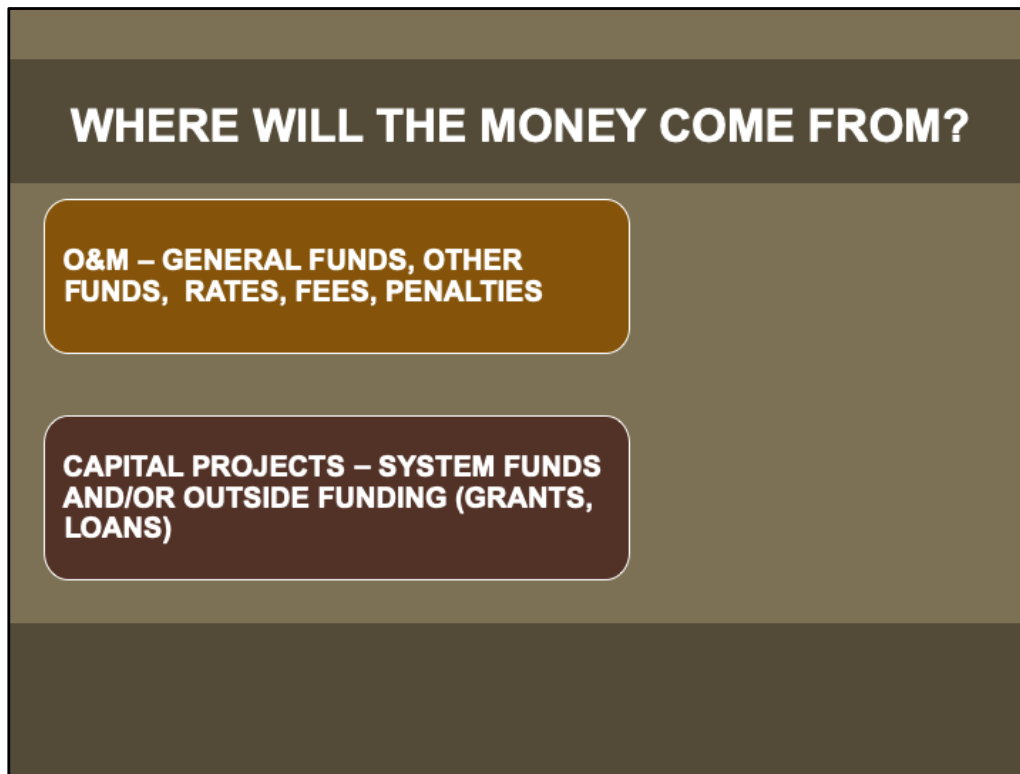 WHERE WILL THE MONEY COME FROM?
O&M – GENERAL FUNDS, OTHER
FUNDS,  RATES, FEES, PENALTIES
CAPITAL PROJECTS – SYSTEM FUNDS
AND/OR OUTSIDE FUNDING (GRANTS,
LOANS)